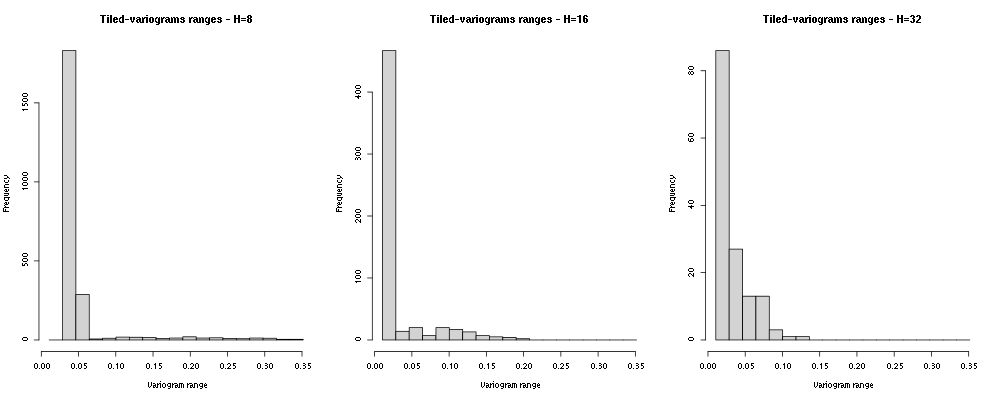 Tiled-variograms ranges - H=8
Frequency
0
500
1000
1500
0.00 0.05 0.10 0.15 0.20 0.25 0.30 0.35
Variogram range
Tiled-variograms ranges - H=16
Frequency
0
100
200
300
400
0.00 0.05 0.10 0.15 0.20 0.25 0.30 0.35
Variogram range
Tiled-variograms ranges - H=32
Frequency
0
20
40
60
80
0.00 0.05 0.10 0.15 0.20 0.25 0.30 0.35
Variogram range